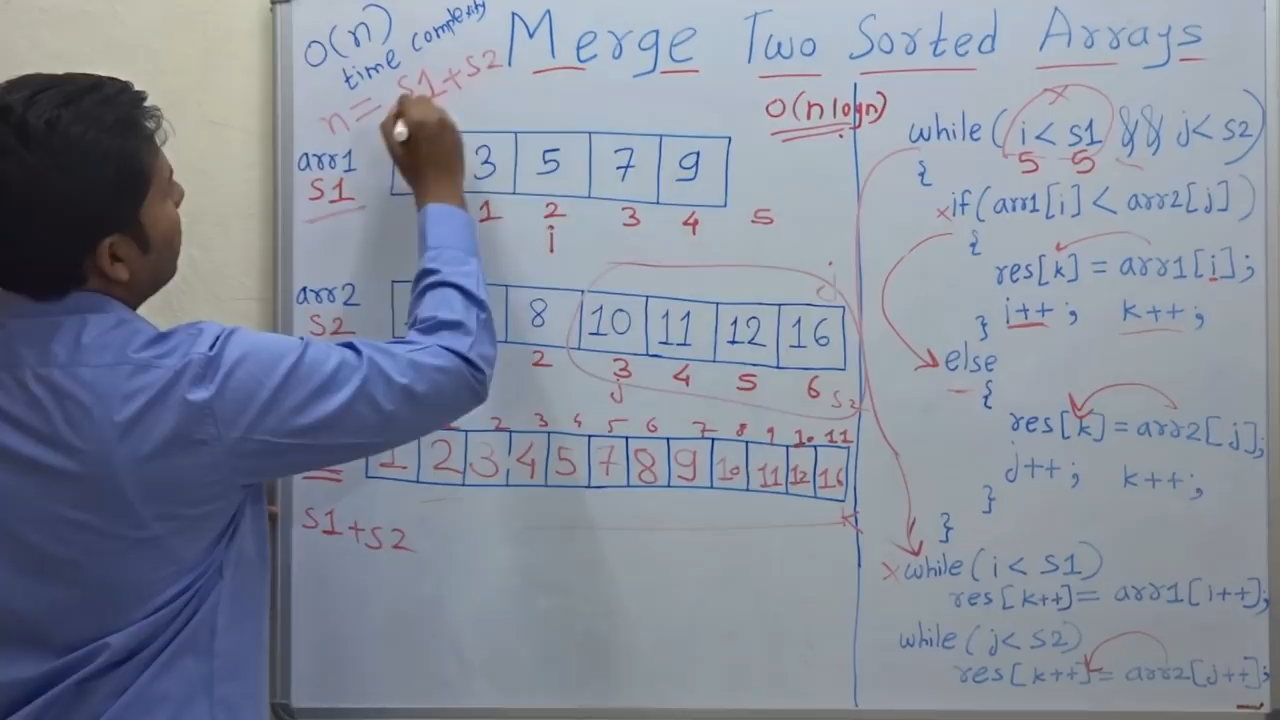 O(n)
time complexity
n = S1+S2
Merge Two Sorted Arrays
O(n logn)
arr1
S1
3 5 7 9
1 2 3 4 5
i
j
arr2
S2
8 10 11 12 16
2 3 4 5 6
j
S2
2 3 4 5 6 7 8 9 10 11
1 2 3 4 5 7 8 9 10 11 12 16
S1+S2
while( i < S1 && j < S2)
5 5
{
if(arr1[i] < arr2[j])
{
res[k] = arr1[i];
i++; k++;
}
else
{
res[k] = arr2[j];
j++; k++;
}
}
while(i < S1)
res[k++] = arr1[i++];
while(j < S2)
res[k++] = arr2[j++];